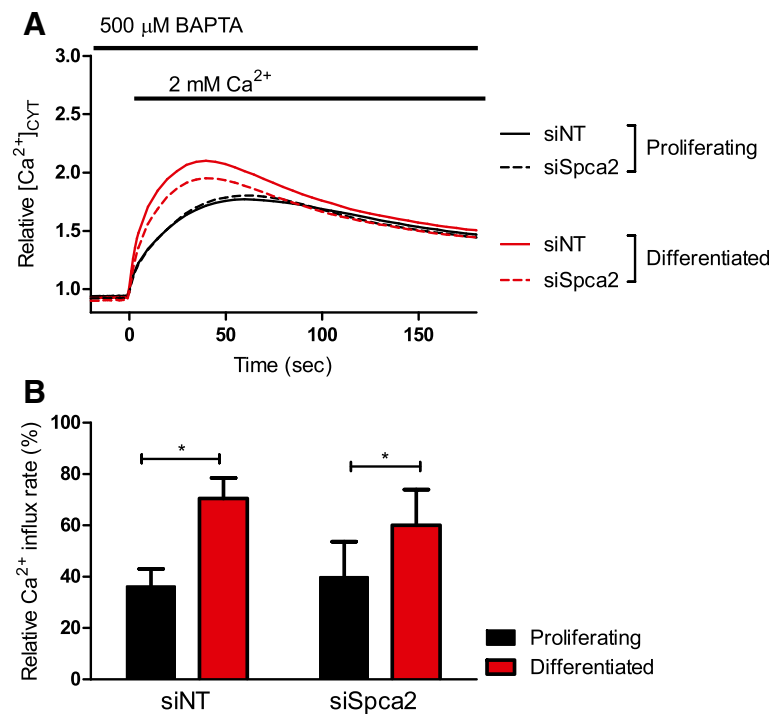 A
500 µM BAPTA
2 mM Ca2+
3.0
2.5
2.0
1.5
1.0
Relative [Ca2+]CYT
0
50
100
150
Time (sec)
siNT
siSpca2
Proliferating
siNT
siSpca2
Differentiated
B
100
80
60
40
20
0
Relative Ca2+ influx rate (%)
*
*
siNT
siSpca2
Proliferating
Differentiated